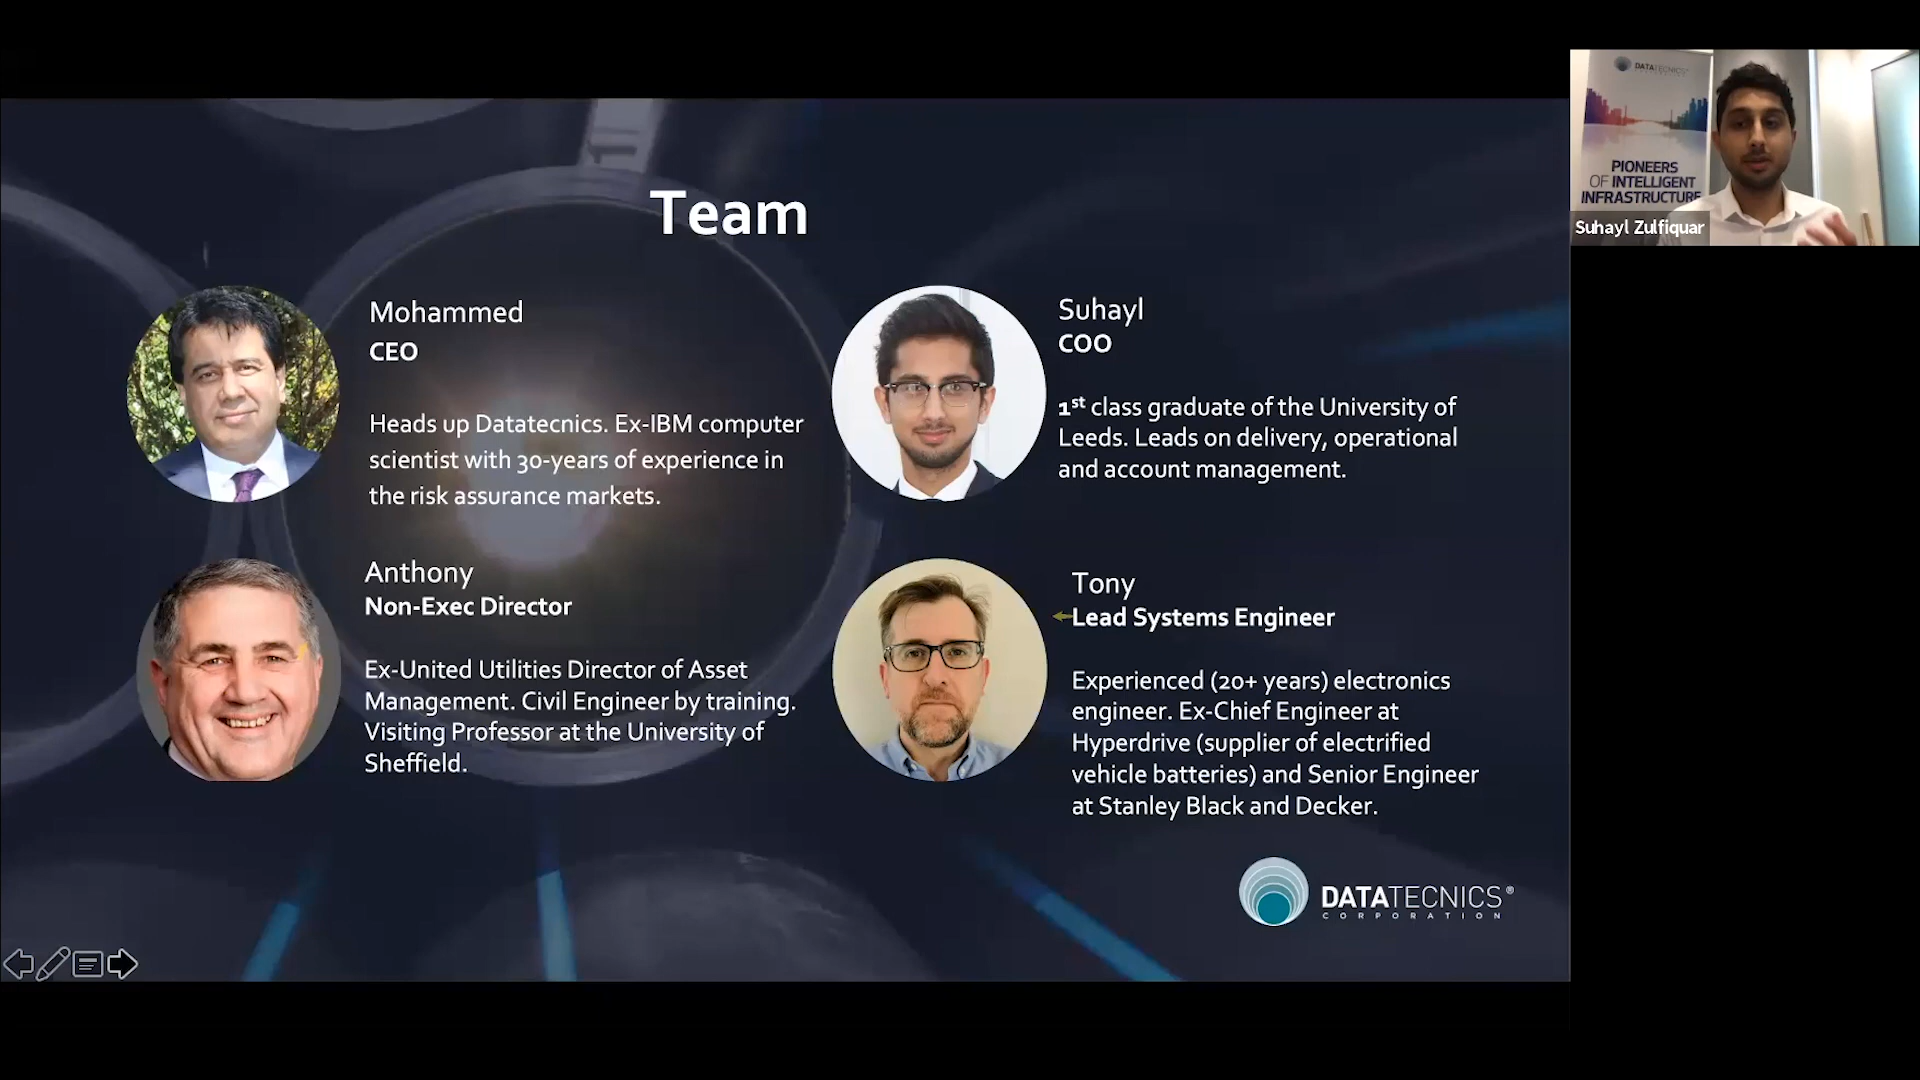 Team
Mohammed
CEO
Heads up Datatecnics. Ex-IBM computer
scientist with 30-years of experience in
the risk assurance markets.
Suhayl
COO
1st class graduate of the University of
Leeds. Leads on delivery, operational
and account management.
Anthony
Non-Exec Director
Ex-United Utilities Director of Asset
Management. Civil Engineer by training.
Visiting Professor at the University of
Sheffield.
Tony
Lead Systems Engineer
Experienced (20+ years) electronics
engineer. Ex-Chief Engineer at
Hyperdrive (supplier of electrified
vehicle batteries) and Senior Engineer
at Stanley Black and Decker.
DATATECNICS®
CORPORATION
DATATECNICS
PIONEERS
OF INTELLIGENT
INFRASTRUCTURE
Suhayl Zulfiquar